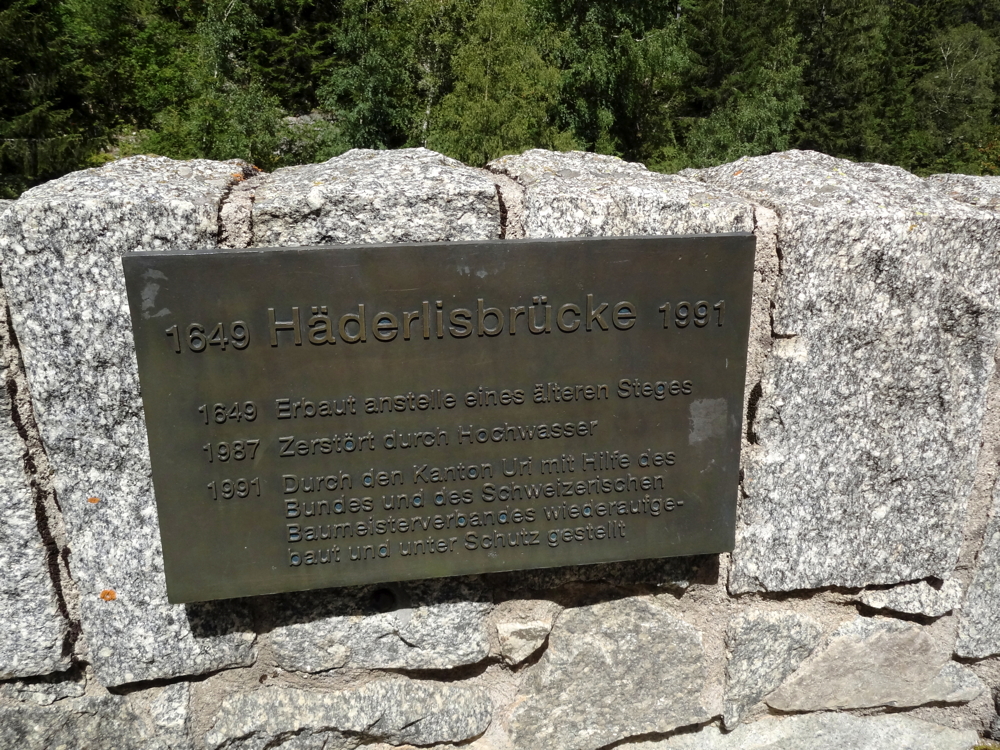 1649 Häderlisbrücke 1991
1649 Erbaut anstelle eines älteren Steges
1987 Zerstört durch Hochwasser
1991 Durch den Kanton Uri mit Hilfe des
Bundes und des Schweizerischen
Baumeisterverbandes wiederaufge-
baut und unter Schutz gestellt